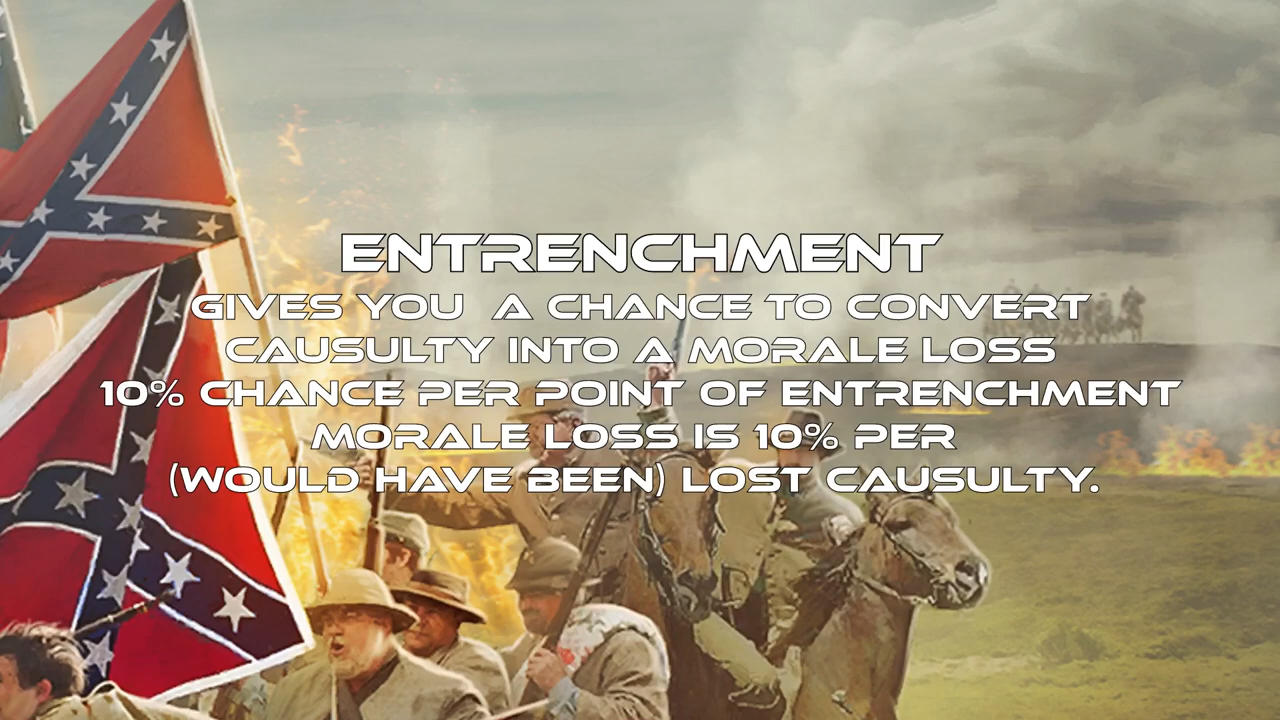 ENTRENCHMENT
GIVES YOU A CHANCE TO CONVERT
CAUSULTY INTO A MORALE LOSS
10% CHANCE PER POINT OF ENTRENCHMENT
MORALE LOSS IS 10% PER
(WOULD HAVE BEEN) LOST CAUSULTY.